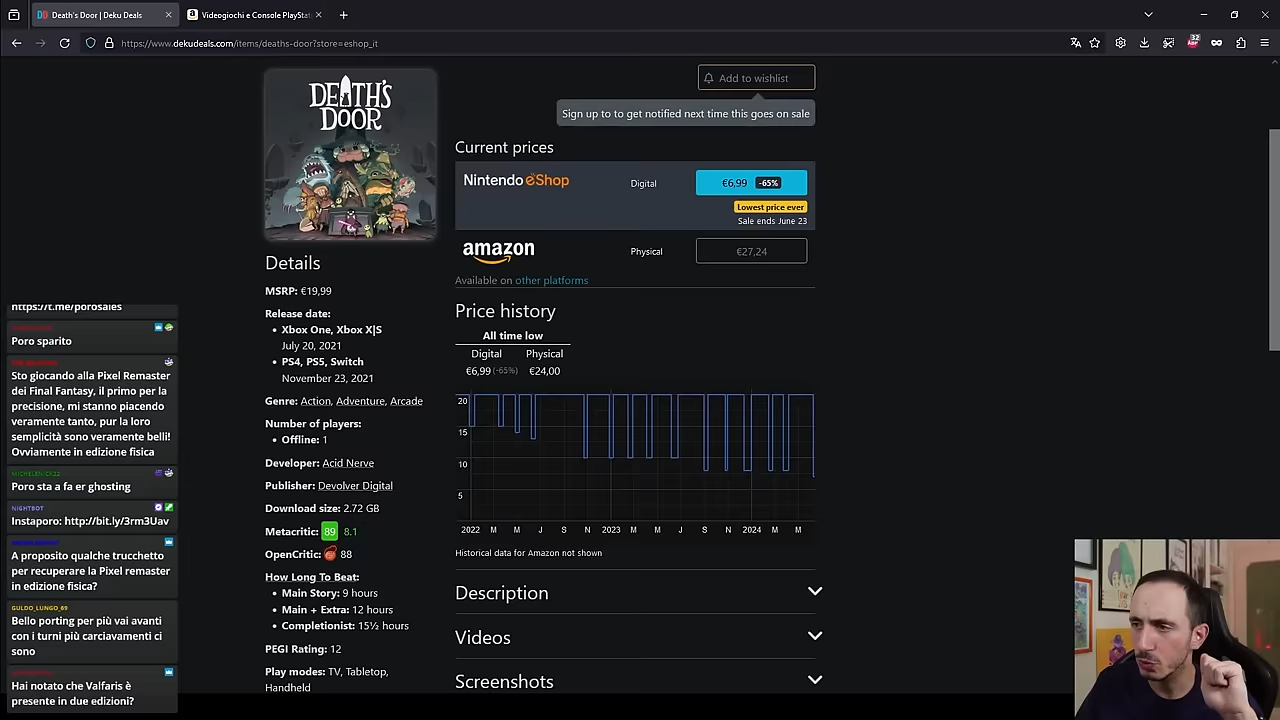 Death's Door | Deku Deals
Videogiochi e Console PlayStat
https://www.dekudeals.com/items/deaths-door?store=eshop_it
32
DEATH'S
DOOR
Add to wishlist
Sign up to to get notified next time this goes on sale
Current prices
Nintendo eShop
Digital
€6,99 -65%
Lowest price ever
Sale ends June 23
amazon
Physical
€27,24
Available on other platforms
Price history
All time low
Digital Physical
€6,99 (-65%) €24,00
20
15
10
5
2022 M M J S N 2023 M M J S N 2024 M M
Historical data for Amazon not shown
Description
Videos
Screenshots
Details
MSRP: €19,99
Release date:
• Xbox One, Xbox X|S
July 20, 2021
• PS4, PS5, Switch
November 23, 2021
Genre: Action, Adventure, Arcade
Number of players:
• Offline: 1
Developer: Acid Nerve
Publisher: Devolver Digital
Download size: 2.72 GB
Metacritic: 89 8.1
OpenCritic: 88
How Long To Beat:
• Main Story: 9 hours
• Main + Extra: 12 hours
• Completionist: 15½ hours
PEGI Rating: 12
Play modes: TV, Tabletop,
Handheld
https://t.me/porosales
Poro sparito
Sto giocando alla Pixel Remaster
dei Final Fantasy, il primo per la
precisione, mi stanno piacendo
veramente tanto, pur la loro
semplicità sono veramente belli!
Ovviamente in edizione fisica
Poro sta a fa er ghosting
NIGHTBOT
Instaporo: http://bit.ly/3rm3Uav
A proposito qualche trucchetto
per recuperare la Pixel remaster
in edizione fisica?
GULDO_LUNGO_69
Bello porting per più vai avanti
con i turni più carciavamenti ci
sono
Hai notato che Valfaris è
presente in due edizioni?